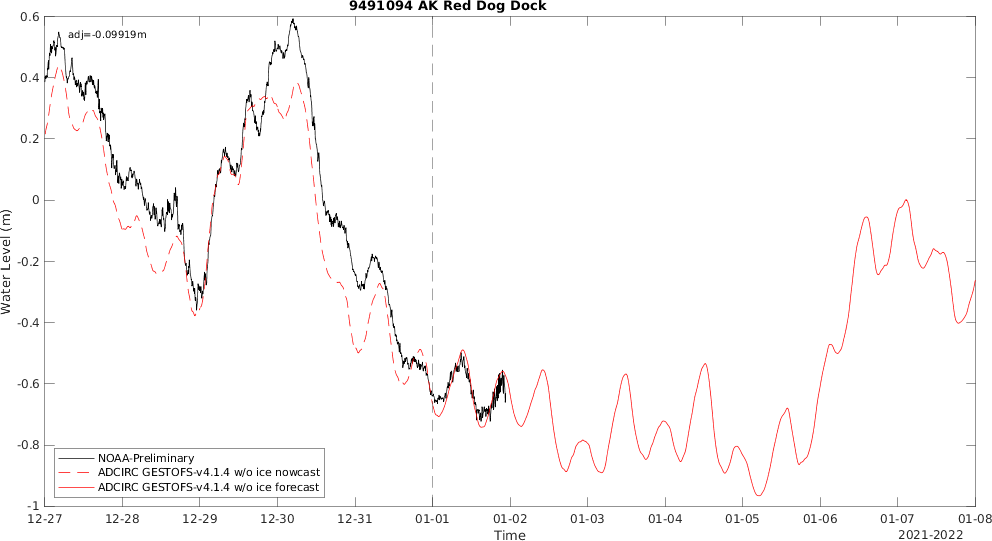 9491094 AK Red Dog Dock
adj=-0.09919m
Water Level (m)
0.6
0.4
0.2
0
-0.2
-0.4
-0.6
-0.8
-1
NOAA-Preliminary
ADCIRC GESTOFS-v4.1.4 w/o ice nowcast
ADCIRC GESTOFS-v4.1.4 w/o ice forecast
12-27 12-28 12-29 12-30 12-31 01-01 01-02 01-03 01-04 01-05 01-06 01-07 01-08
Time
2021-2022